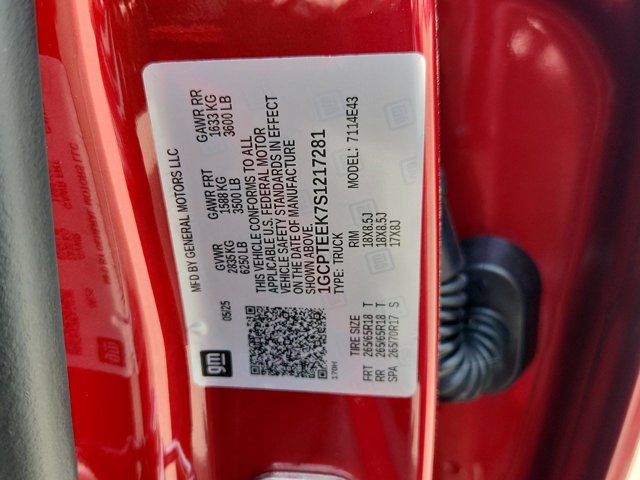 MFD BY GENERAL MOTORS LLC
05/25
GVWR
2835KG
6250 LB
GAWR FRT
1588 KG
3500 LB
GAWR RR
1633 KG
3600 LB
THIS VEHICLE CONFORMS TO ALL
APPLICABLE U.S. FEDERAL MOTOR
VEHICLE SAFETY STANDARDS IN EFFECT
ON THE DATE OF MANUFACTURE
SHOWN ABOVE.
1GCPTEEK7S1217281
TYPE: TRUCK
MODEL: 7114E43
gm
170H
TIRE SIZE RIM
FRT 265/65R18 T 18X8.5J
RR 265/65R18 T 18X8.5J
SPA 265/70R17 S 17X8J